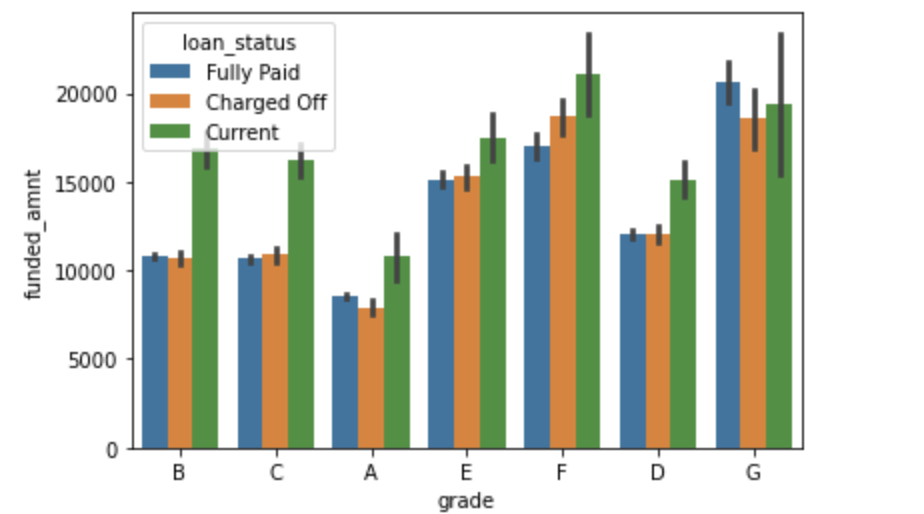 loan_status
Fully Paid
Charged Off
Current
20000
15000
10000
5000
0
funded_amnt
B C A E F D G
grade